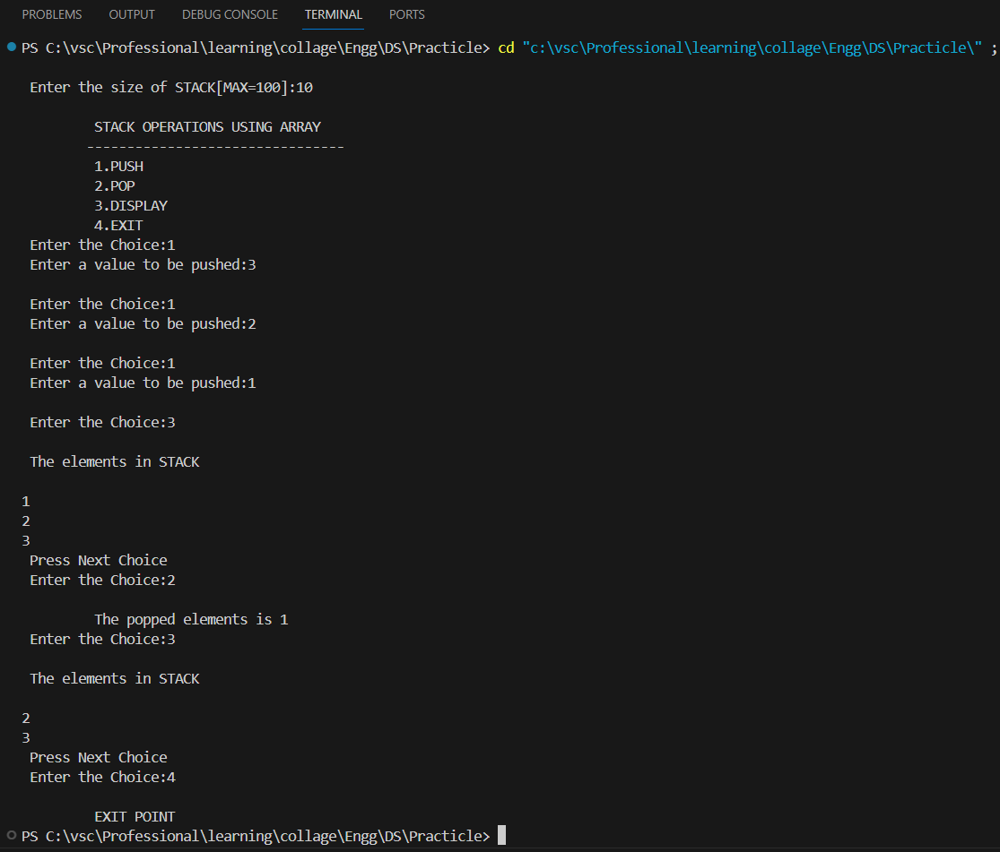 PROBLEMS OUTPUT DEBUG CONSOLE TERMINAL PORTS
PS C:\vsc\Professional\learning\collage\Engg\DS\Practicle> cd "c:\vsc\Professional\learning\collage\Engg\DS\Practicle\" ;
Enter the size of STACK[MAX=100]:10
STACK OPERATIONS USING ARRAY
--------------------------------
1.PUSH
2.POP
3.DISPLAY
4.EXIT
Enter the Choice:1
Enter a value to be pushed:3
Enter the Choice:1
Enter a value to be pushed:2
Enter the Choice:1
Enter a value to be pushed:1
Enter the Choice:3
The elements in STACK
1
2
3
Press Next Choice
Enter the Choice:2
The popped elements is 1
Enter the Choice:3
The elements in STACK
2
3
Press Next Choice
Enter the Choice:4
EXIT POINT
PS C:\vsc\Professional\learning\collage\Engg\DS\Practicle>